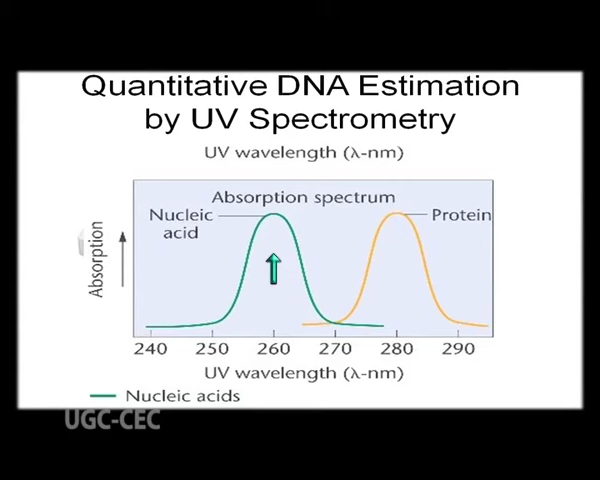 Quantitative DNA Estimation
by UV Spectrometry
UV wavelength (λ-nm)
Absorption spectrum
Nucleic
acid
Protein
Absorption
240 250 260 270 280 290
UV wavelength (λ-nm)
Nucleic acids
UGC-CEC